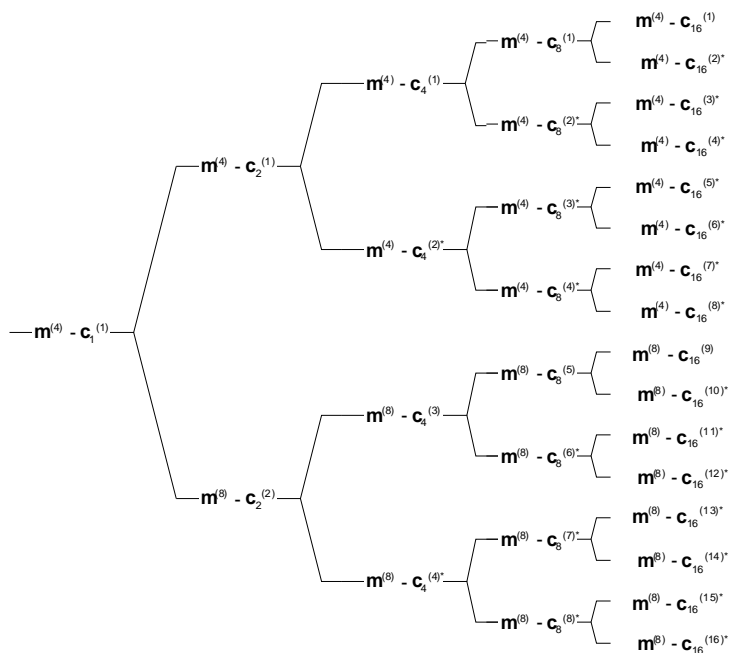 m(4) - c16(1)
m(4) - c8(1)
m(4) - c16(2)*
m(4) - c4(1)
m(4) - c16(3)*
m(4) - c8(2)*
m(4) - c16(4)*
m(4) - c2(1)
m(4) - c16(5)*
m(4) - c8(3)*
m(4) - c16(6)*
m(4) - c4(2)*
m(4) - c16(7)*
m(4) - c8(4)*
m(4) - c16(8)*
m(4) - c1(1)
m(8) - c16(9)
m(8) - c8(5)
m(8) - c16(10)*
m(8) - c4(3)
m(8) - c16(11)*
m(8) - c8(6)*
m(8) - c16(12)*
m(8) - c2(2)
m(8) - c16(13)*
m(8) - c8(7)*
m(8) - c16(14)*
m(8) - c4(4)*
m(8) - c16(15)*
m(8) - c8(8)*
m(8) - c16(16)*